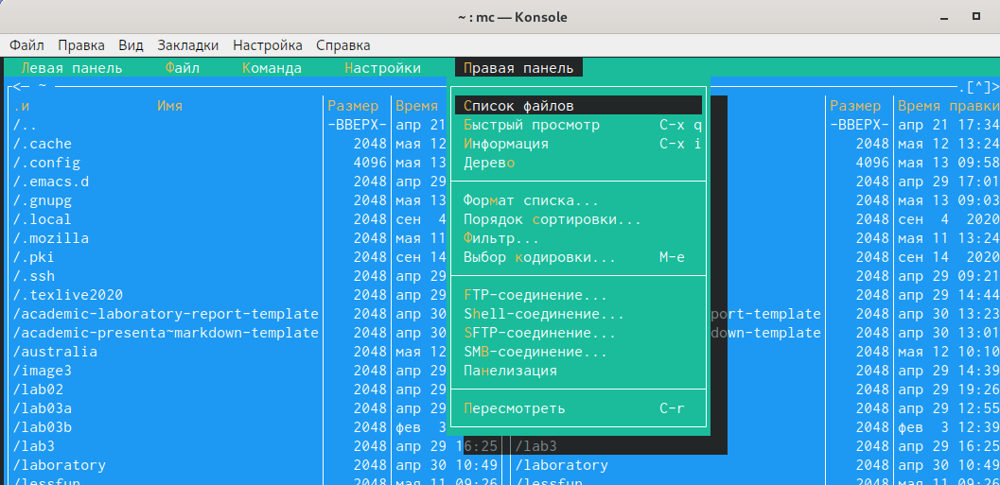 ~ : mc — Konsole
Файл Правка Вид Закладки Настройка Справка
Левая панель Файл Команда Настройки Правая панель
<— ~ .[^]>
.и Имя Размер Время Список файлов Размер Время правки
/.. -ВВЕРХ- апр 21 Быстрый просмотр C-x q -ВВЕРХ- апр 21 17:34
/.cache 2048 мая 12 Информация C-x i 2048 мая 12 13:24
/.config 4096 мая 13 Дерево 2048 мая 13 09:58
/.emacs.d 2048 апр 29 2048 апр 29 17:01
/.gnupg 2048 мая 13 Формат списка... 2048 мая 13 09:03
/.local 2048 сен 4 Порядок сортировки... 2048 сен 4 2020
/.mozilla 2048 мая 11 Фильтр... 2048 мая 11 13:24
/.pki 2048 сен 14 Выбор кодировки... M-e 2048 сен 14 2020
/.ssh 2048 апр 29 2048 апр 29 09:21
/.texlive2020 2048 апр 29 FTP-соединение... 2048 апр 29 14:44
/academic-laboratory-report-template 2048 апр 30 Shell-соединение... port-template 2048 апр 30 13:23
/academic-presenta~markdown-template 2048 апр 30 SFTP-соединение... down-template 2048 апр 30 13:01
/australia 2048 мая 12 SMB-соединение... 2048 мая 12 10:10
/image3 2048 апр 29 Панелизация 2048 апр 29 14:39
/lab02 2048 апр 29 2048 апр 29 19:26
/lab03a 2048 апр 29 Пересмотреть C-r 2048 апр 29 12:55
/lab03b 2048 фев 3 2048 фев 3 12:39
/lab3 2048 апр 29 16:25 /lab3 2048 апр 29 16:25
/laboratory 2048 апр 30 10:49 /laboratory 2048 апр 30 10:49
/lessfun 2048 мая 11 09:26 /lessfun 2048 мая 11 09:26